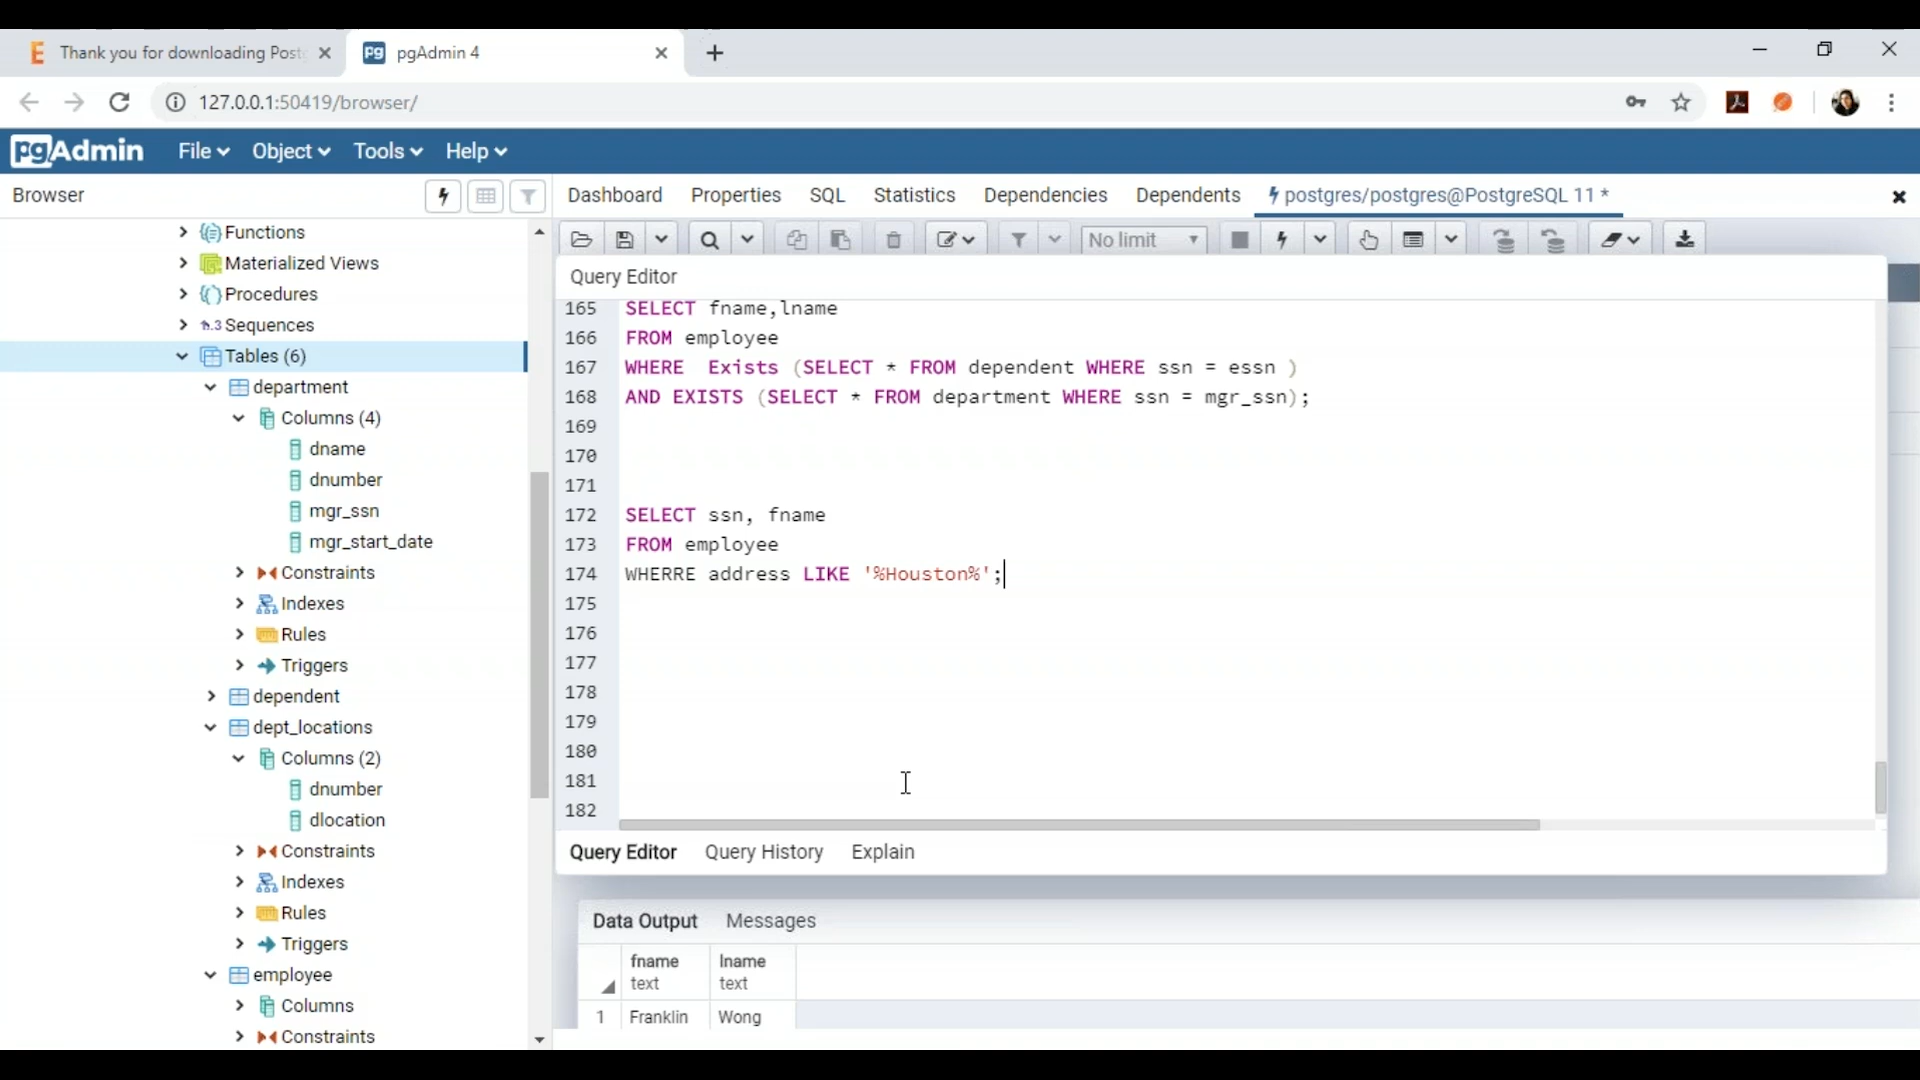 Thank you for downloading Post
pgAdmin 4
127.0.0.1:50419/browser/
pgAdmin File Object Tools Help
Browser
Dashboard Properties SQL Statistics Dependencies Dependents postgres/postgres@PostgreSQL 11 *
No limit
Functions
Materialized Views
Procedures
1..3 Sequences
Tables (6)
department
Columns (4)
dname
dnumber
mgr_ssn
mgr_start_date
Constraints
Indexes
Rules
Triggers
dependent
dept_locations
Columns (2)
dnumber
dlocation
Constraints
Indexes
Rules
Triggers
employee
Columns
Constraints
Query Editor
165 SELECT fname,lname
166 FROM employee
167 WHERE Exists (SELECT * FROM dependent WHERE ssn = essn )
168 AND EXISTS (SELECT * FROM department WHERE ssn = mgr_ssn);
169
170
171
172 SELECT ssn, fname
173 FROM employee
174 WHERRE address LIKE '%Houston%';
175
176
177
178
179
180
181
182
Query Editor Query History Explain
Data Output Messages
fname lname
text text
1 Franklin Wong